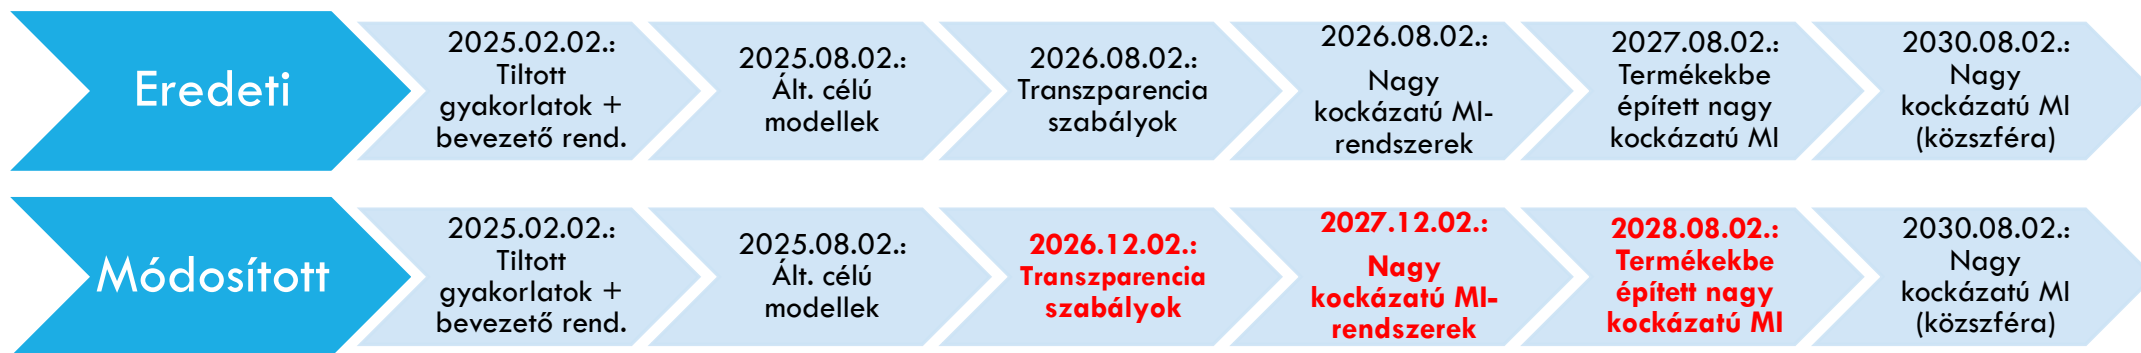 Eredeti
2025.02.02.:
Tiltott
gyakorlatok +
bevezető rend.
2025.08.02.:
Ált. célú
modellek
2026.08.02.:
Transzparencia
szabályok
2026.08.02.:
Nagy
kockázatú MI-
rendszerek
2027.08.02.:
Termékekbe
épített nagy
kockázatú MI
2030.08.02.:
Nagy
kockázatú MI
(közszféra)
Módosított
2025.02.02.:
Tiltott
gyakorlatok +
bevezető rend.
2025.08.02.:
Ált. célú
modellek
2026.12.02.:
Transzparencia
szabályok
2027.12.02.:
Nagy
kockázatú MI-
rendszerek
2028.08.02.:
Termékekbe
épített nagy
kockázatú MI
2030.08.02.:
Nagy
kockázatú MI
(közszféra)